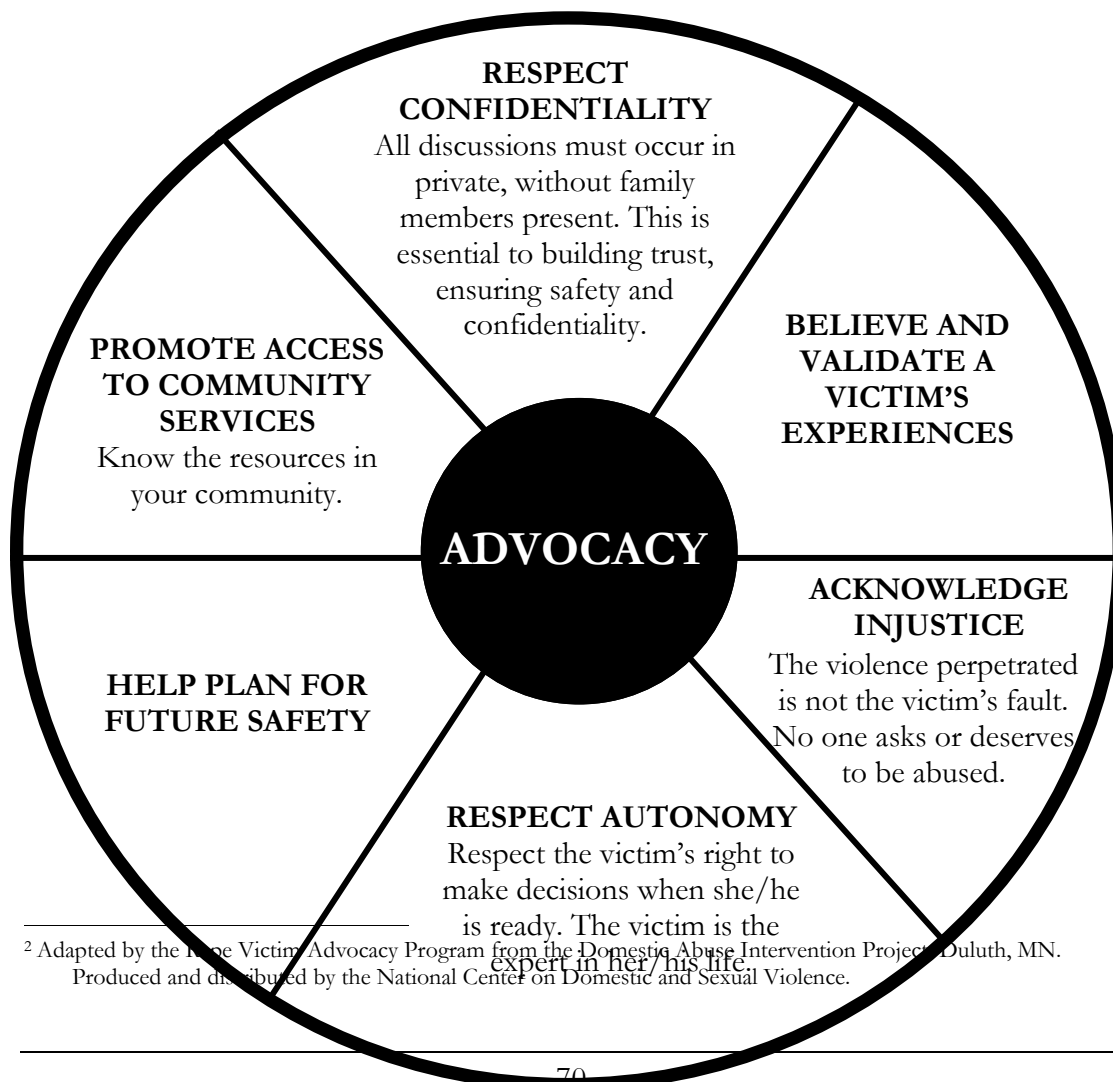 RESPECT
CONFIDENTIALITY
All discussions must occur in
private, without family
members present. This is
essential to building trust,
ensuring safety and
confidentiality.
BELIEVE AND
VALIDATE A
VICTIM’S
EXPERIENCES
PROMOTE ACCESS
TO COMMUNITY
SERVICES
Know the resources in
your community.
ADVOCACY
ACKNOWLEDGE
INJUSTICE
The violence perpetrated
is not the victim’s fault.
No one asks or deserves
to be abused.
HELP PLAN FOR
FUTURE SAFETY
RESPECT AUTONOMY
Respect the victim’s right to
make decisions when she/he
is ready. The victim is the
expert in her/his life.
² Adapted by the Rape Victim Advocacy Program from the Domestic Abuse Intervention Project, Duluth, MN.
Produced and distributed by the National Center on Domestic and Sexual Violence.
70